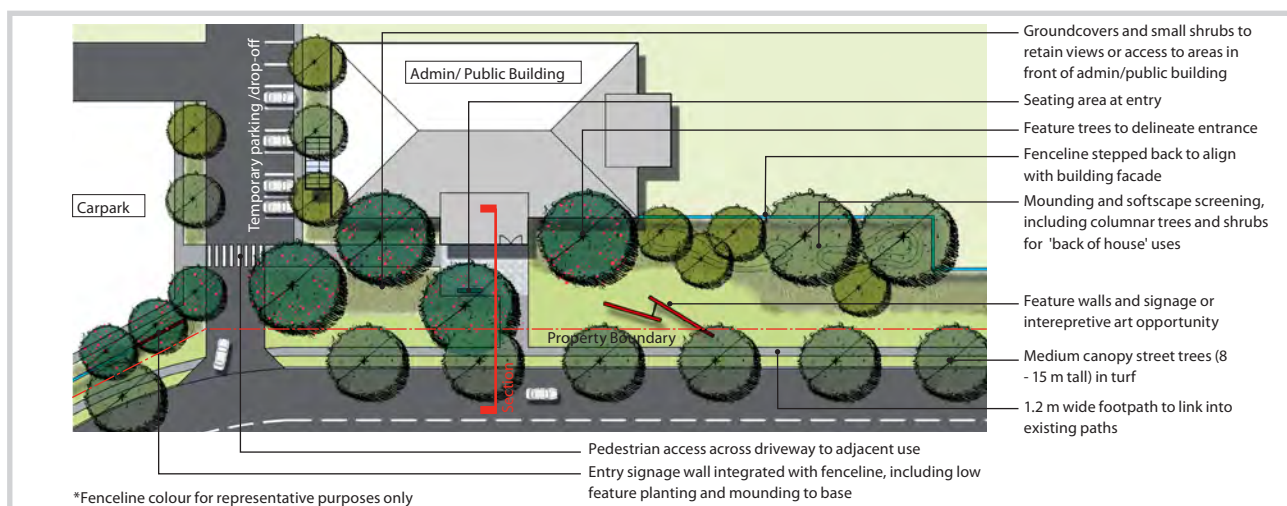 Temporary parking /drop-off
Admin/ Public Building
Carpark
Property Boundary
Section
Groundcovers and small shrubs to
retain views or access to areas in
front of admin/public building
Seating area at entry
Feature trees to delineate entrance
Fenceline stepped back to align
with building facade
Mounding and softscape screening,
including columnar trees and shrubs
for 'back of house' uses
Feature walls and signage or
interepretive art opportunity
Medium canopy street trees (8
- 15 m tall) in turf
1.2 m wide footpath to link into
existing paths
Pedestrian access across driveway to adjacent use
Entry signage wall integrated with fenceline, including low
feature planting and mounding to base
*Fenceline colour for representative purposes only